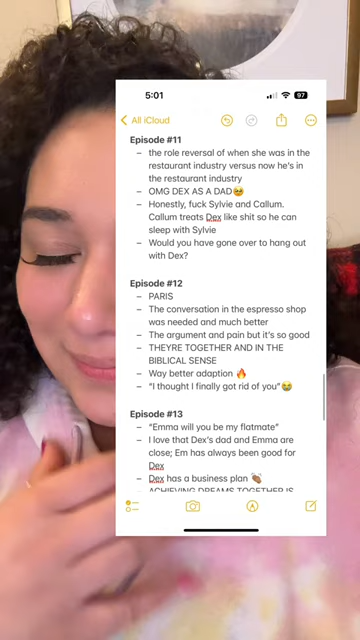 5:01
97
All iCloud
Episode #11
– the role reversal of when she was in the
restaurant industry versus now he's in
the restaurant industry
– OMG DEX AS A DAD🥹
– Honestly, fuck Sylvie and Callum.
Callum treats Dex like shit so he can
sleep with Sylvie
– Would you have gone over to hang out
with Dex?
Episode #12
– PARIS
– The conversation in the espresso shop
was needed and much better
– The argument and pain but it's so good
– THEYRE TOGETHER AND IN THE
BIBLICAL SENSE
– Way better adaption 🔥
– "I thought I finally got rid of you"😭
Episode #13
– "Emma will you be my flatmate"
– I love that Dex's dad and Emma are
close; Em has always been good for
Dex
– Dex has a business plan 👏🏽
– ACHIEVING DREAMS TOGETHER IS